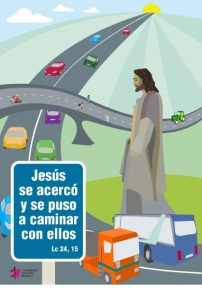 Jesús
se acercó
y se puso
a caminar
con ellos
Lc 24, 15